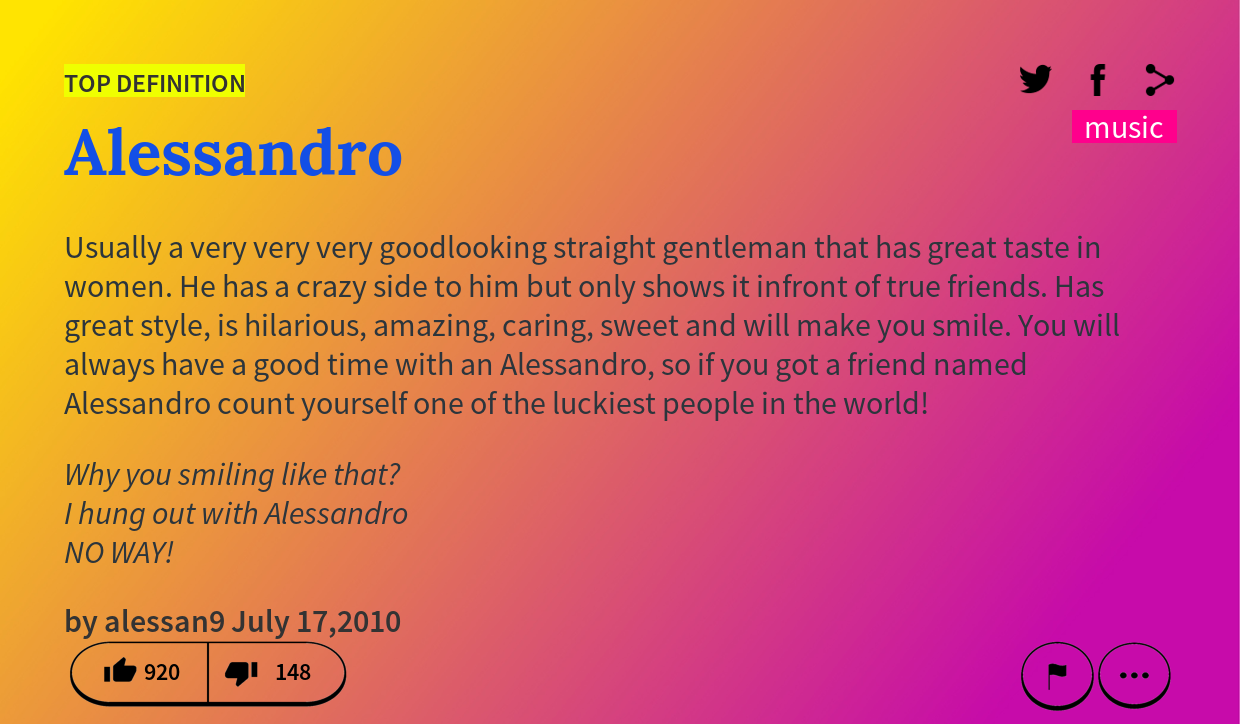 TOP DEFINITION
music
Alessandro
Usually a very very very goodlooking straight gentleman that has great taste in
women. He has a crazy side to him but only shows it infront of true friends. Has
great style, is hilarious, amazing, caring, sweet and will make you smile. You will
always have a good time with an Alessandro, so if you got a friend named
Alessandro count yourself one of the luckiest people in the world!
Why you smiling like that?
I hung out with Alessandro
NO WAY!
by alessan9 July 17,2010
920 148